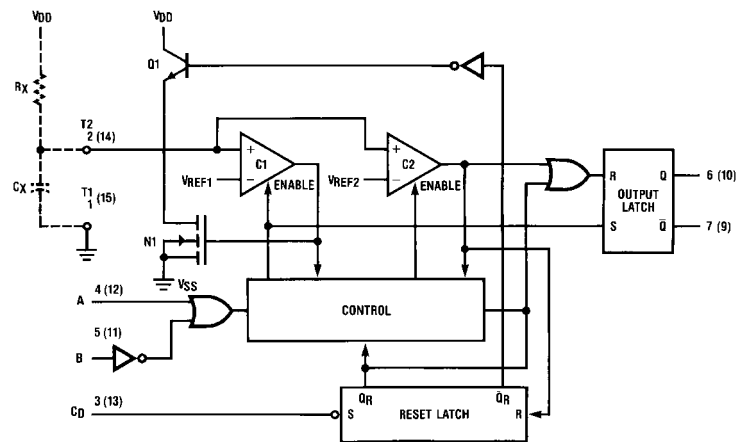 VDD
VDD
Q1
RX
T2
2 (14)
+
C1
−
VREF1
ENABLE
+
C2
−
VREF2
ENABLE
R
Q
6 (10)
OUTPUT
LATCH
S
Q̅
7 (9)
CX
T1
1 (15)
N1
VSS
A
4 (12)
CONTROL
5 (11)
B
QR
Q̅R
CD
3 (13)
S
RESET LATCH
R